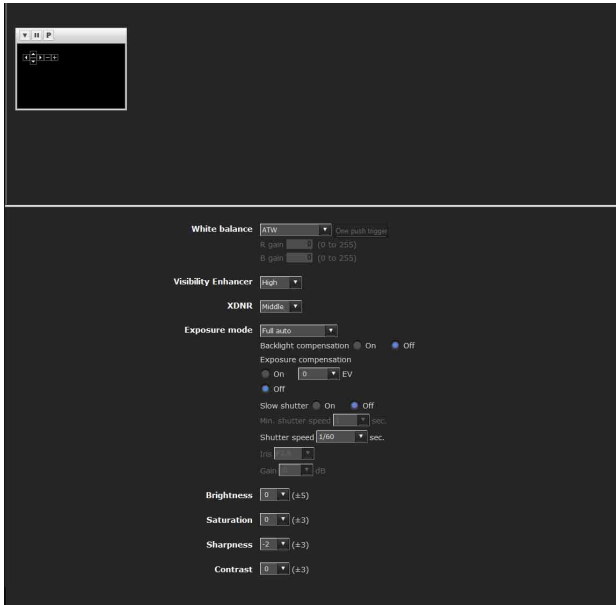 P
White balance ATW One push trigger
R gain (0 to 255)
B gain (0 to 255)
Visibility Enhancer High
XDNR Middle
Exposure mode Full auto
Backlight compensation On Off
Exposure compensation
On 0 EV
Off
Slow shutter On Off
Min. shutter speed sec.
Shutter speed 1/60 sec.
Iris
Gain dB
Brightness 0 (±5)
Saturation 0 (±3)
Sharpness -2 (±3)
Contrast 0 (±3)